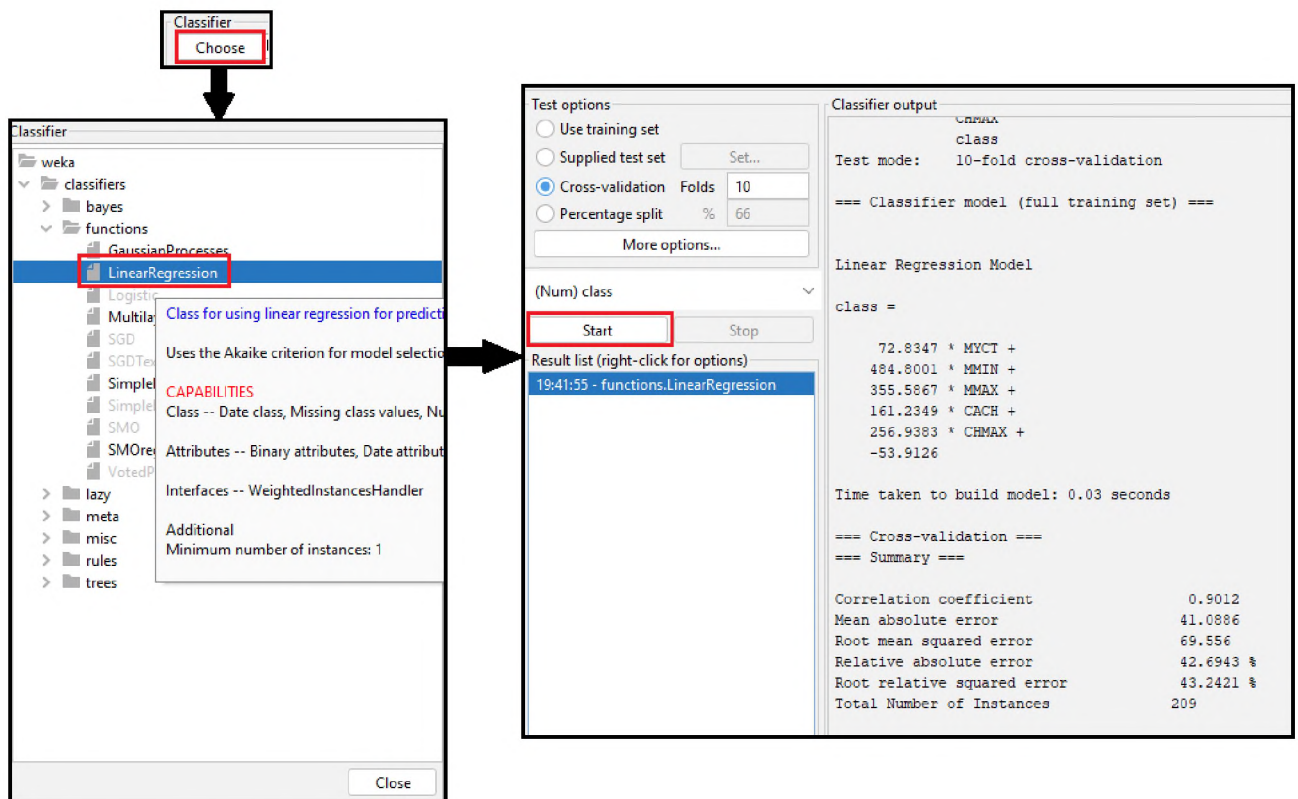 Classifier
Choose
Classifier
weka
classifiers
bayes
functions
GaussianProcesses
LinearRegression
Logistic
Multila
SGD
SGDTex
Simple
Simple
SMO
SMOre
VotedP
lazy
meta
misc
rules
trees
Class for using linear regression for predicti
Uses the Akaike criterion for model selectio
CAPABILITIES
Class -- Date class, Missing class values, Nu
Attributes -- Binary attributes, Date attribut
Interfaces -- WeightedInstancesHandler
Additional
Minimum number of instances: 1
Close
Test options
Use training set
Supplied test set Set...
Cross-validation Folds 10
Percentage split % 66
More options...
(Num) class
Start Stop
Result list (right-click for options)
19:41:55 - functions.LinearRegression
Classifier output
CHMAX
class
Test mode: 10-fold cross-validation
=== Classifier model (full training set) ===
Linear Regression Model
class =
72.8347 * MYCT +
484.8001 * MMIN +
355.5867 * MMAX +
161.2349 * CACH +
256.9383 * CHMAX +
-53.9126
Time taken to build model: 0.03 seconds
=== Cross-validation ===
=== Summary ===
Correlation coefficient 0.9012
Mean absolute error 41.0886
Root mean squared error 69.556
Relative absolute error 42.6943 %
Root relative squared error 43.2421 %
Total Number of Instances 209